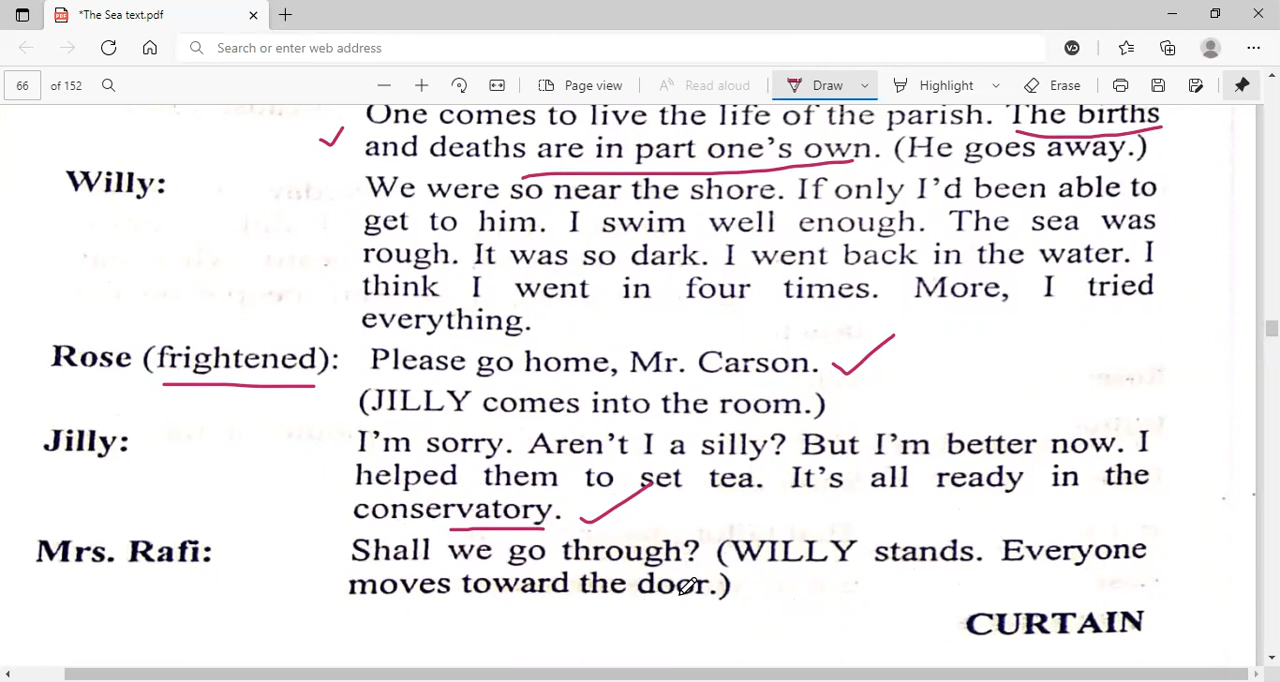 *The Sea text.pdf
Search or enter web address
66 of 152 Page view Read aloud Draw Highlight Erase
One comes to live the life of the parish. The births
and deaths are in part one's own. (He goes away.)
Willy: We were so near the shore. If only I'd been able to
get to him. I swim well enough. The sea was
rough. It was so dark. I went back in the water. I
think I went in four times. More, I tried
everything.
Rose (frightened): Please go home, Mr. Carson.
(JILLY comes into the room.)
Jilly: I'm sorry. Aren't I a silly? But I'm better now. I
helped them to set tea. It's all ready in the
conservatory.
Mrs. Rafi: Shall we go through? (WILLY stands. Everyone
moves toward the door.)
CURTAIN